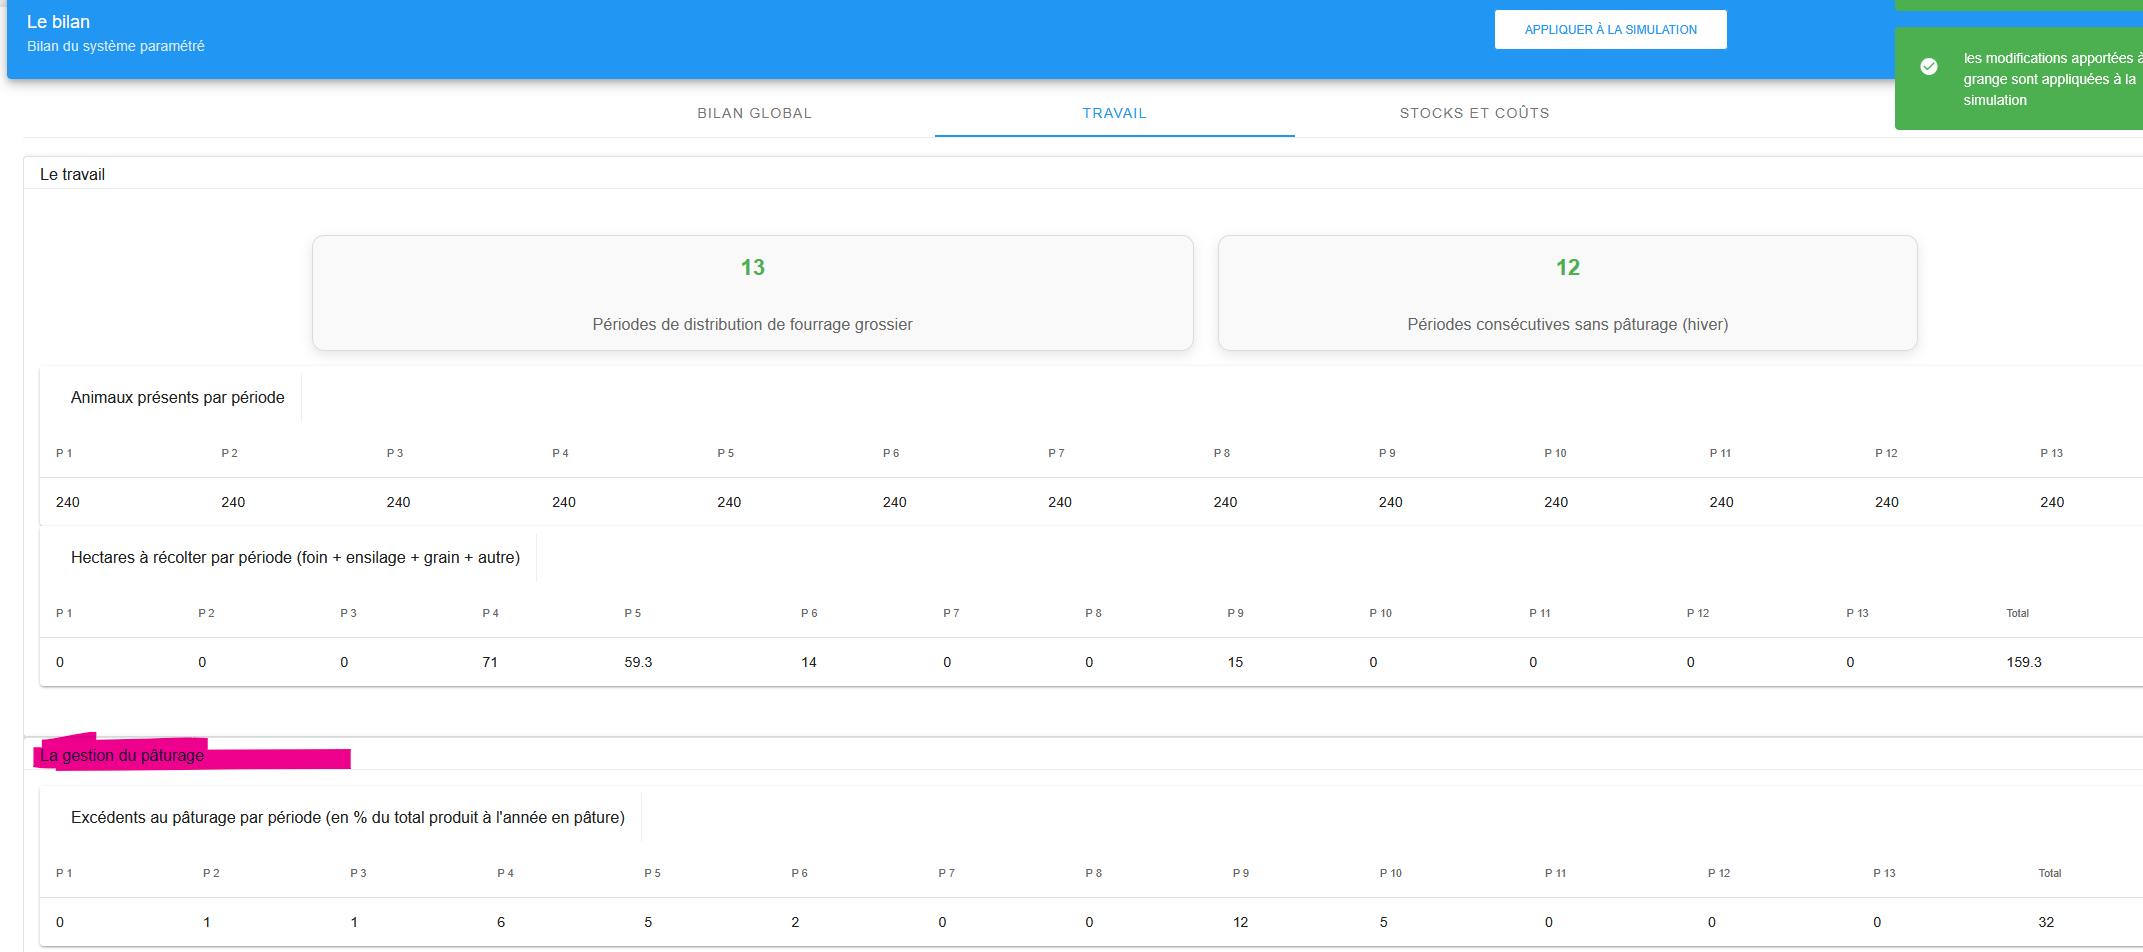 Le bilan
Bilan du système paramétré
APPLIQUER À LA SIMULATION
les modifications apportées à
grange sont appliquées à la
simulation
BILAN GLOBAL
TRAVAIL
STOCKS ET COÛTS
Le travail
13
Périodes de distribution de fourrage grossier
12
Périodes consécutives sans pâturage (hiver)
Animaux présents par période
P 1 P 2 P 3 P 4 P 5 P 6 P 7 P 8 P 9 P 10 P 11 P 12 P 13
240 240 240 240 240 240 240 240 240 240 240 240 240
Hectares à récolter par période (foin + ensilage + grain + autre)
P 1 P 2 P 3 P 4 P 5 P 6 P 7 P 8 P 9 P 10 P 11 P 12 P 13 Total
0 0 0 71 59.3 14 0 0 15 0 0 0 0 159.3
La gestion du pâturage
Excédents au pâturage par période (en % du total produit à l'année en pâture)
P 1 P 2 P 3 P 4 P 5 P 6 P 7 P 8 P 9 P 10 P 11 P 12 P 13 Total
0 1 1 6 5 2 0 0 12 5 0 0 0 32